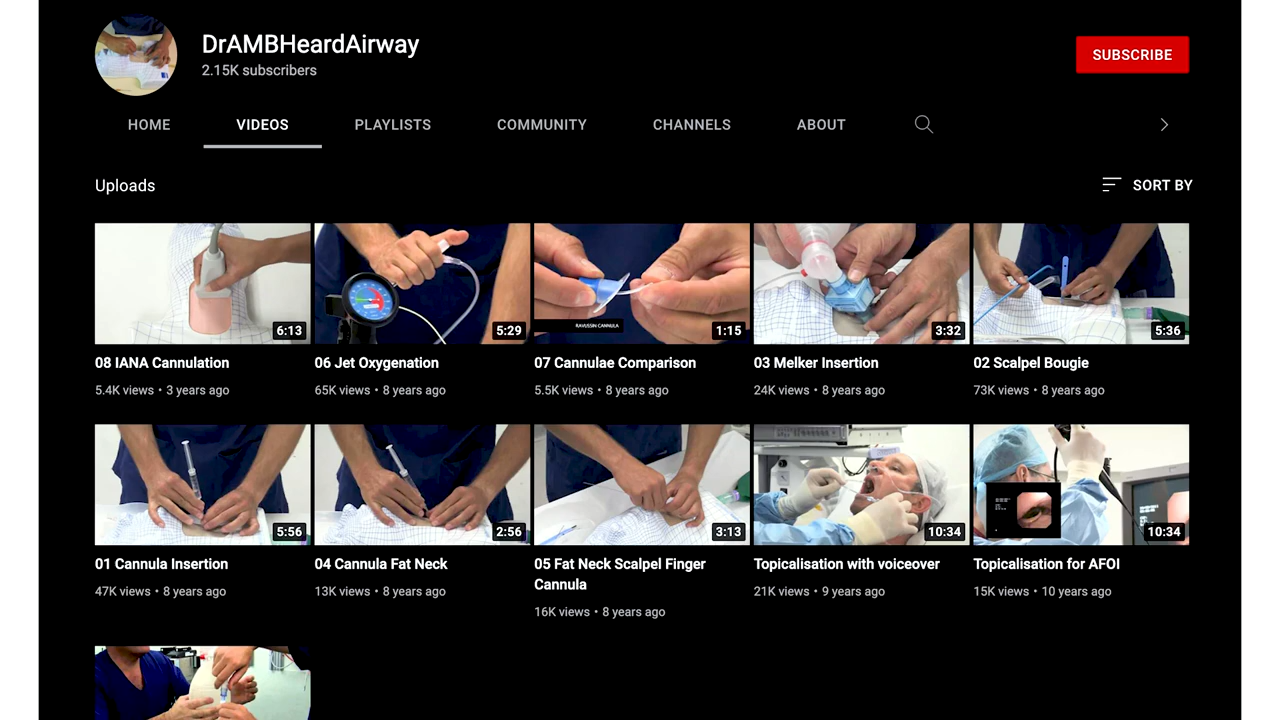 DrAMBHeardAirway
2.15K subscribers
SUBSCRIBE
HOME VIDEOS PLAYLISTS COMMUNITY CHANNELS ABOUT
Uploads
SORT BY
6:13
5:29
RAVUSSIN CANNULA
1:15
3:32
5:36
08 IANA Cannulation
5.4K views • 3 years ago
06 Jet Oxygenation
65K views • 8 years ago
07 Cannulae Comparison
5.5K views • 8 years ago
03 Melker Insertion
24K views • 8 years ago
02 Scalpel Bougie
73K views • 8 years ago
5:56
2:56
3:13
10:34
10:34
01 Cannula Insertion
47K views • 8 years ago
04 Cannula Fat Neck
13K views • 8 years ago
05 Fat Neck Scalpel Finger
Cannula
16K views • 8 years ago
Topicalisation with voiceover
21K views • 9 years ago
Topicalisation for AFOI
15K views • 10 years ago